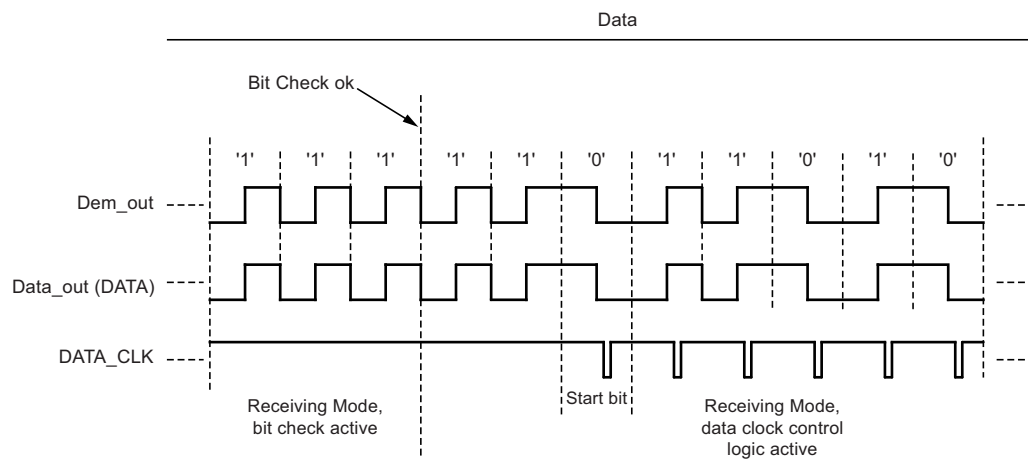 Data
Bit Check ok
'1' '1' '1' '1' '1' '0' '1' '1' '0' '1' '0'
Dem_out
Data_out (DATA)
DATA_CLK
Start bit
Receiving Mode,
bit check active
Receiving Mode,
data clock control
logic active